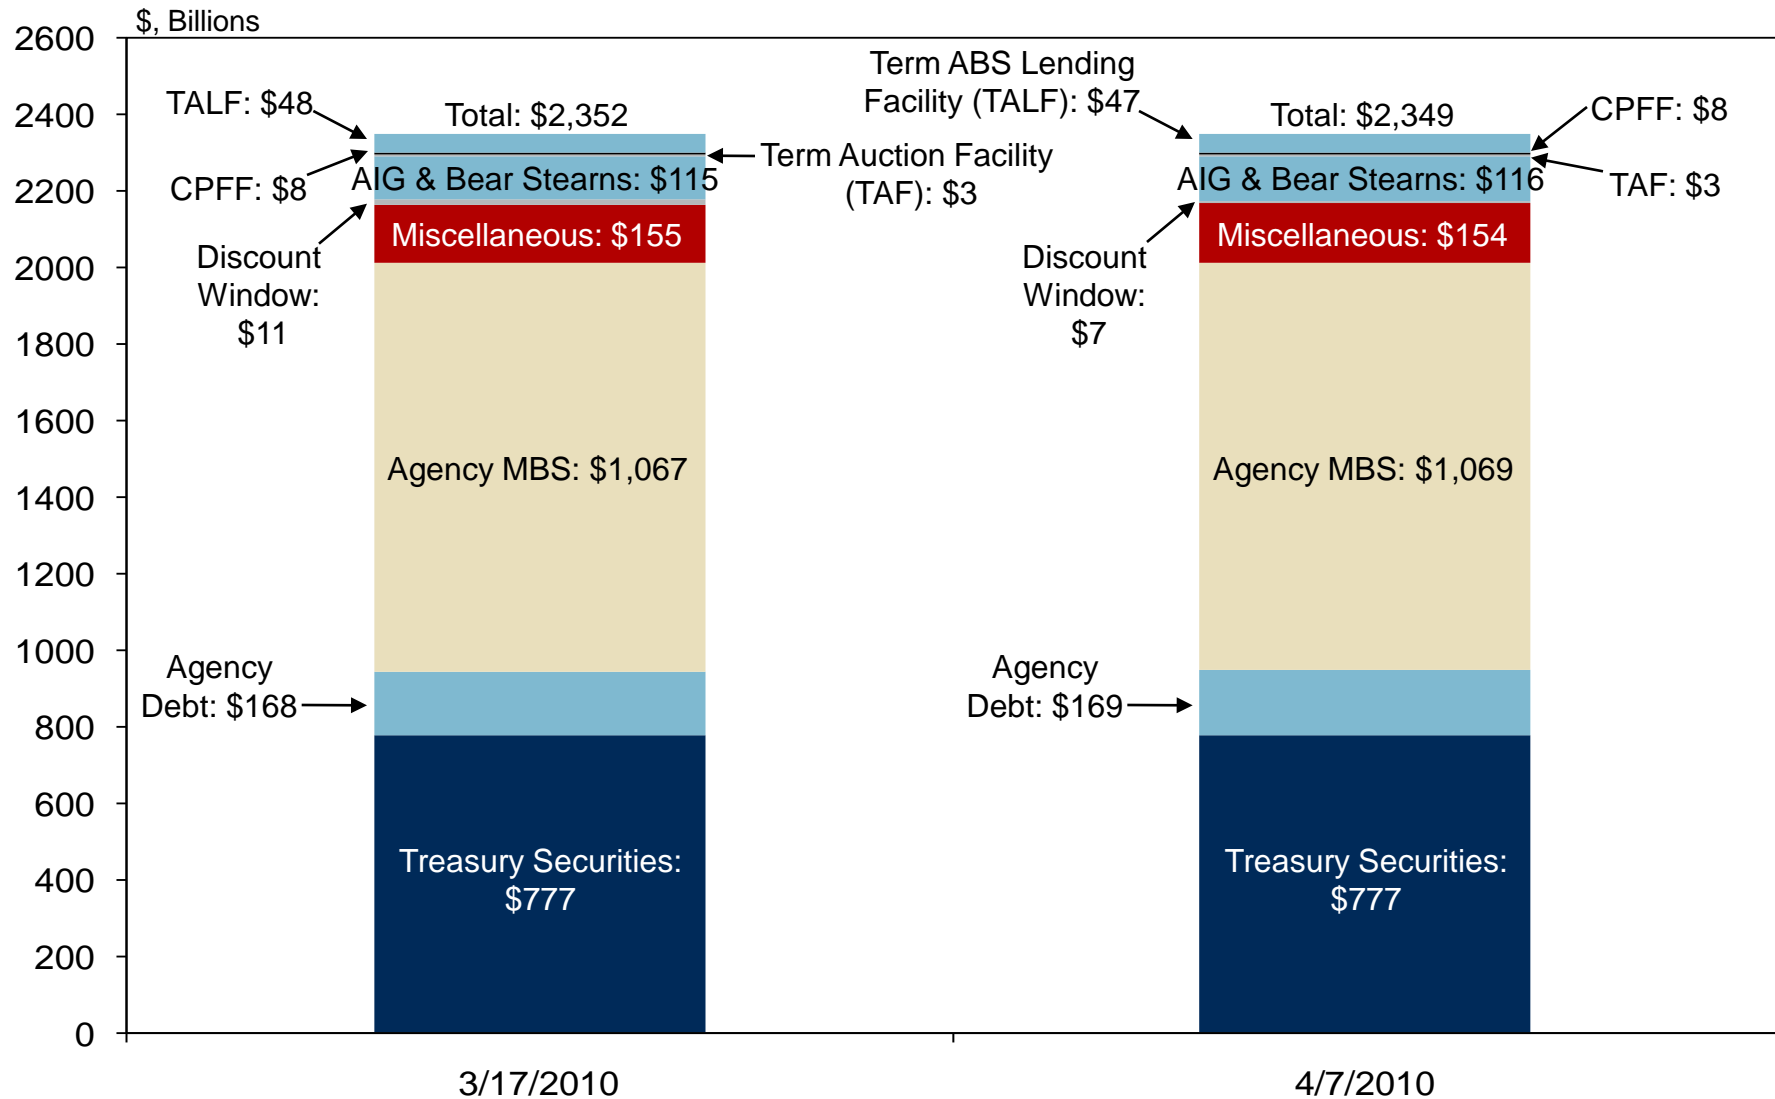 $, Billions
2600
2400
2200
2000
1800
1600
1400
1200
1000
800
600
400
200
0
TALF: $48
Total: $2,352
CPFF: $8
AIG & Bear Stearns: $115
Term Auction Facility
(TAF): $3
Discount
Window:
$11
Miscellaneous: $155
Agency MBS: $1,067
Agency
Debt: $168
Treasury Securities:
$777
3/17/2010
Term ABS Lending
Facility (TALF): $47
Total: $2,349
CPFF: $8
AIG & Bear Stearns: $116
TAF: $3
Discount
Window:
$7
Miscellaneous: $154
Agency MBS: $1,069
Agency
Debt: $169
Treasury Securities:
$777
4/7/2010